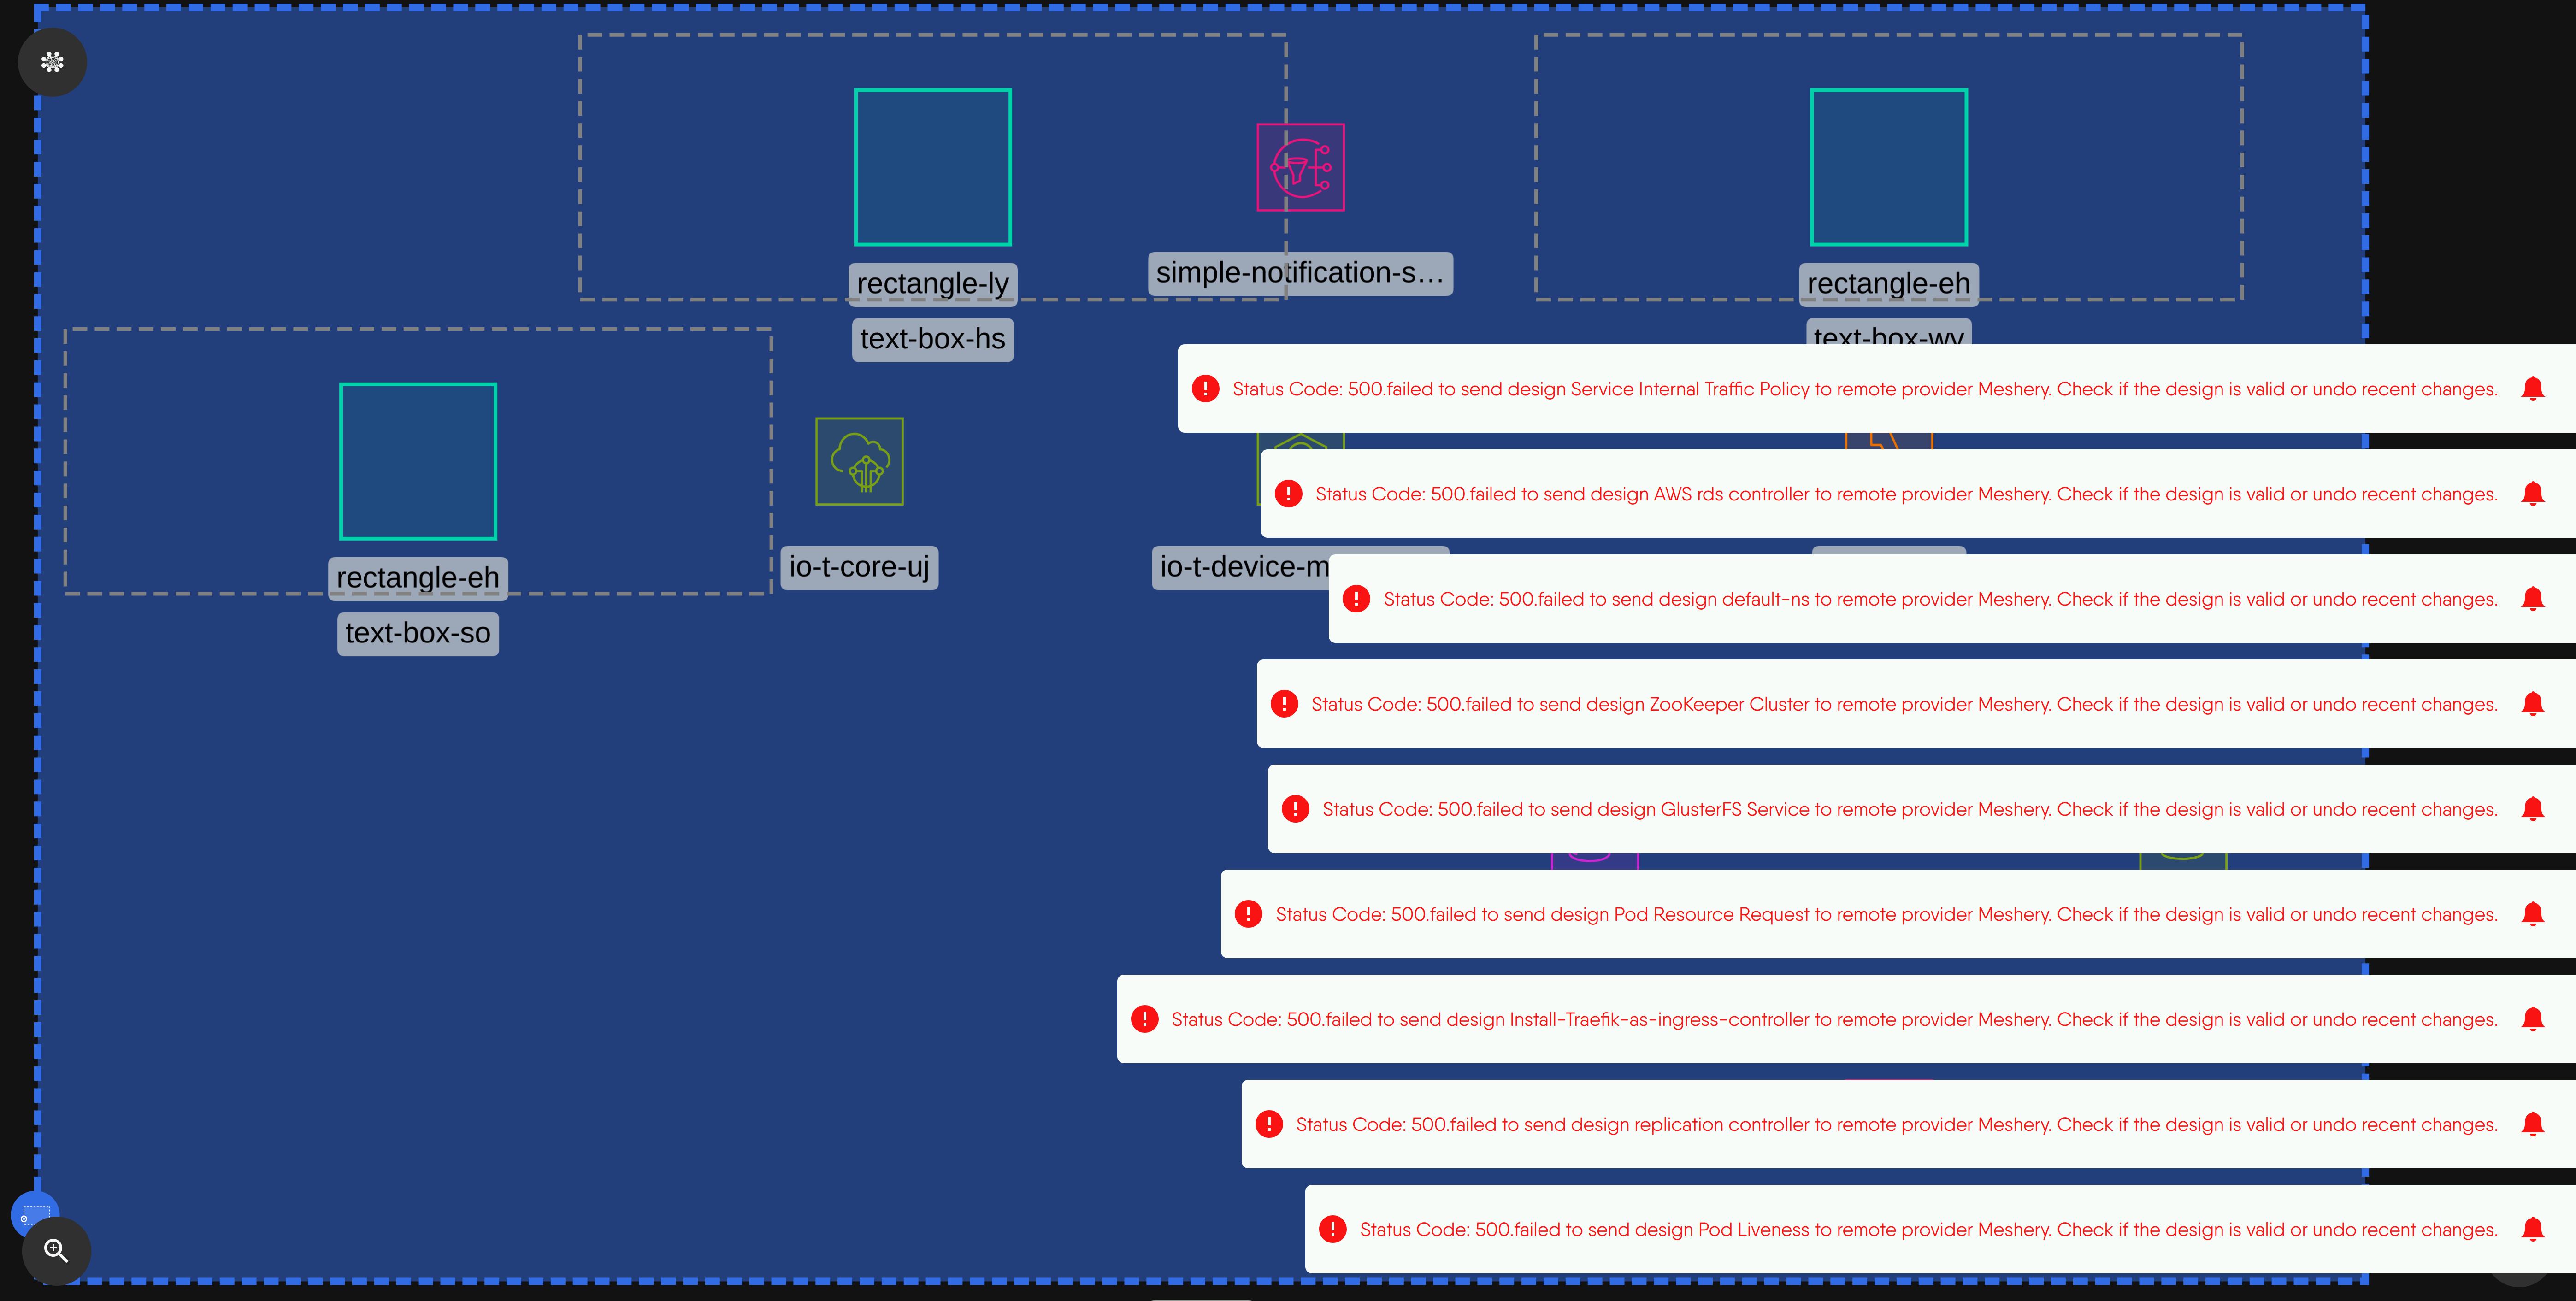 rectangle-ly
simple-notification-s...
rectangle-eh
text-box-hs
text-box-wv
Status Code: 500.failed to send design Service Internal Traffic Policy to remote provider Meshery. Check if the design is valid or undo recent changes.
Status Code: 500.failed to send design AWS rds controller to remote provider Meshery. Check if the design is valid or undo recent changes.
io-t-core-uj
io-t-device-m
rectangle-eh
Status Code: 500.failed to send design default-ns to remote provider Meshery. Check if the design is valid or undo recent changes.
text-box-so
Status Code: 500.failed to send design ZooKeeper Cluster to remote provider Meshery. Check if the design is valid or undo recent changes.
Status Code: 500.failed to send design GlusterFS Service to remote provider Meshery. Check if the design is valid or undo recent changes.
Status Code: 500.failed to send design Pod Resource Request to remote provider Meshery. Check if the design is valid or undo recent changes.
Status Code: 500.failed to send design Install-Traefik-as-ingress-controller to remote provider Meshery. Check if the design is valid or undo recent changes.
Status Code: 500.failed to send design replication controller to remote provider Meshery. Check if the design is valid or undo recent changes.
Status Code: 500.failed to send design Pod Liveness to remote provider Meshery. Check if the design is valid or undo recent changes.